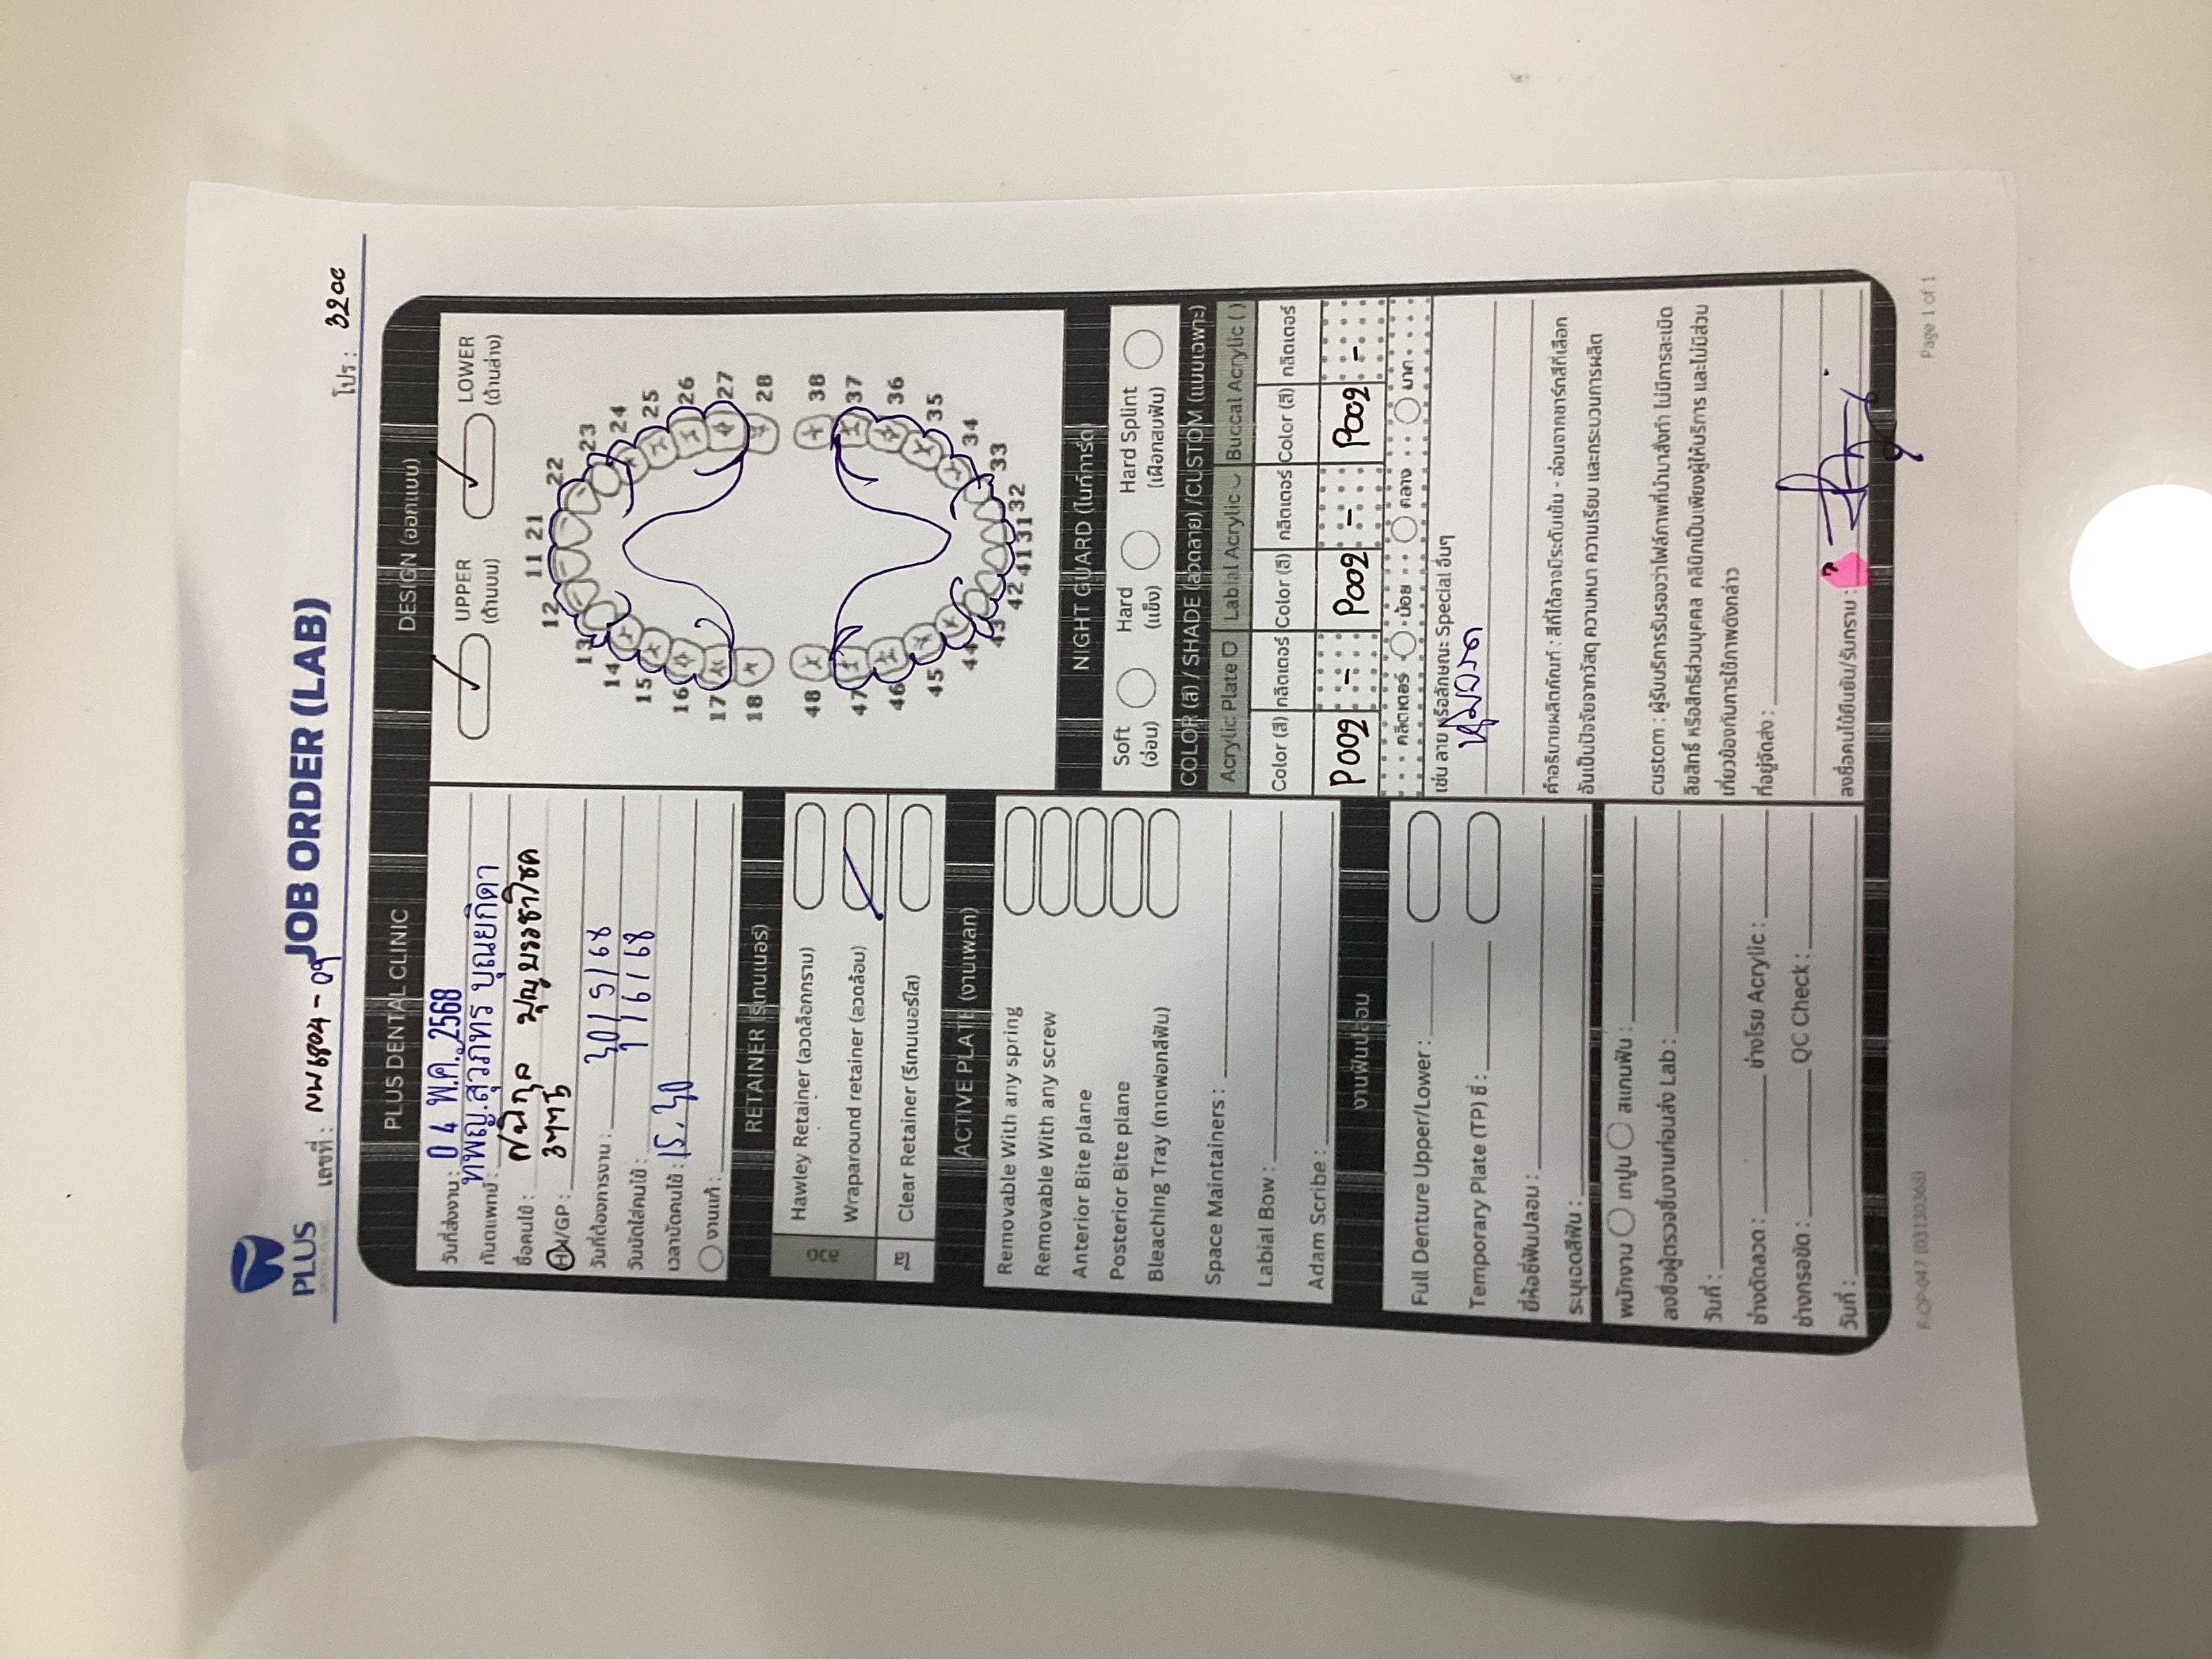 PLUS
DENTAL CLINIC
JOB ORDER (LAB)
เลขที่ : NW6804-09
โปร : 3200
PLUS DENTAL CLINIC
วันที่ส่งงาน : 04 พ.ค. 2568
ทันตแพทย์ : ทพญ.สุวภัทร บุณยกิดา
ชื่อคนไข้ : บุญบรรชาโชค
HN/GP :
วันที่ต้องการงาน : 30/5/68
วันนัดใส่คนไข้ : 1/6/68
เวลานัดคนไข้ : 15.30
งานแก้ :
RETAINER (รีเทนเนอร์)
ลวด
Hawley Retainer (ลวดล็อกกราม)
Wraparound retainer (ลวดล้อม)
ใส
Clear Retainer (รีเทนเนอร์ใส)
ACTIVE PLATE (งานเพลท)
Removable With any spring
Removable With any screw
Anterior Bite plane
Posterior Bite plane
Bleaching Tray (ถาดฟอกสีฟัน)
Space Maintainers :
Labial Bow :
Adam Scribe :
งานฟันปลอม
Full Denture Upper/Lower :
Temporary Plate (TP) ซี่ :
ยี่ห้อซี่ฟันปลอม :
ระบุเฉดสีฟัน :
พนักงาน เทปูน สแกนฟัน :
ลงชื่อผู้ตรวจชิ้นงานก่อนส่ง Lab :
วันที่ :
ช่างดัดลวด : ช่างโรย Acrylic :
ช่างกรอขัด : QC Check :
วันที่ :
DESIGN (ออกแบบ)
UPPER LOWER
(ด้านบน) (ด้านล่าง)
11 21
12 22
13 23
14 24
15 25
16 26
17 27
18 28
48 38
47 37
46 36
45 35
44 34
43 33
42 41 31 32
NIGHT GUARD (ไนท์การ์ด)
Soft Hard Hard Splint
(อ่อน) (แข็ง) (เฝือกสบฟัน)
COLOR (สี) / SHADE (ลวดลาย) /CUSTOM (แบบเฉพาะ)
Acrylic Plate Labial Acrylic Buccal Acrylic ( )
Color (สี) กลิตเตอร์ Color (สี) กลิตเตอร์ Color (สี) กลิตเตอร์
P002 - P002 - P002 -
กลิตเตอร์ น้อย กลาง มาก
เช่น ลาย หรือลักษณะ Special อื่นๆ
คำอธิบายผลิตภัณฑ์ : สีที่ได้อาจมีระดับเข้ม - อ่อนจากชาร์ทสีที่เลือก
อันเป็นปัจจัยจากวัสดุ ความหนา ความเรียบ และกระบวนการผลิต
custom : ผู้รับบริการรับรองว่าไฟล์ภาพที่นำมาสั่งทำ ไม่มีการละเมิด
ลิขสิทธิ์ หรือสิทธิส่วนบุคคล คลินิกเป็นเพียงผู้ให้บริการ และไม่มีส่วน
เกี่ยวข้องกับการใช้ภาพดังกล่าว
ที่อยู่จัดส่ง :
ลงชื่อคนไข้ยืนยัน/รับทราบ :
F-OP-047 (03130368)
Page 1 of 1